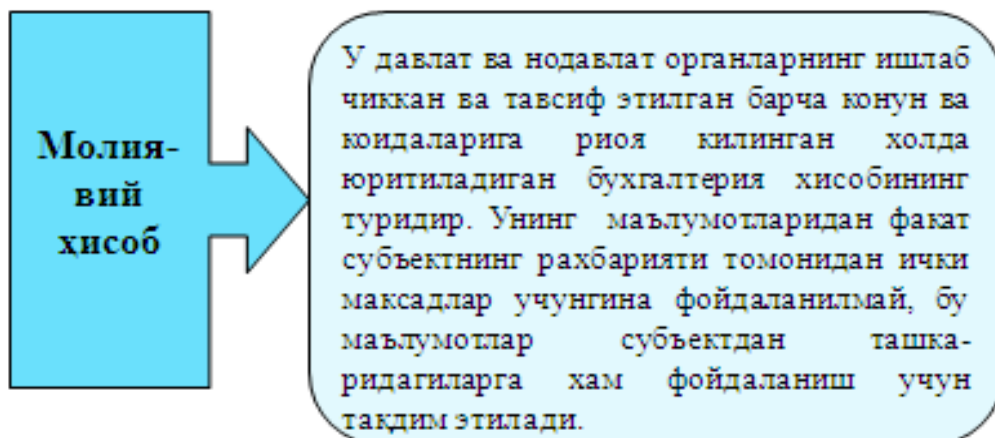 Молия-
вий
ҳисоб
У давлат ва нодавлат органларнинг ишлаб
чиккан ва тавсиф этилган барча конун ва
коидаларига риоя килинган холда
юритиладиган бухгалтерия хисобининг
туридир. Унинг маълумотларидан факат
субъектнинг рахбарияти томонидан ички
максадлар учунгина фойдаланилмай, бу
маълумотлар субъектдан ташка-
ридагиларга хам фойдаланиш учун
тақдим этилади.